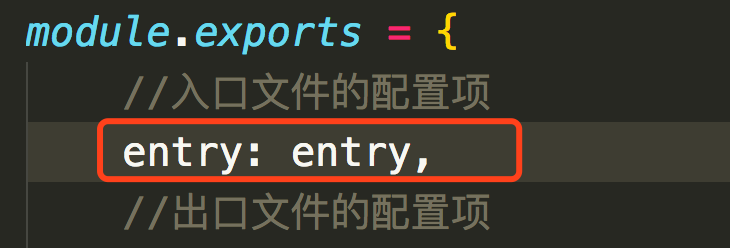 module.exports = {
//入口文件的配置项
entry: entry,
//出口文件的配置项